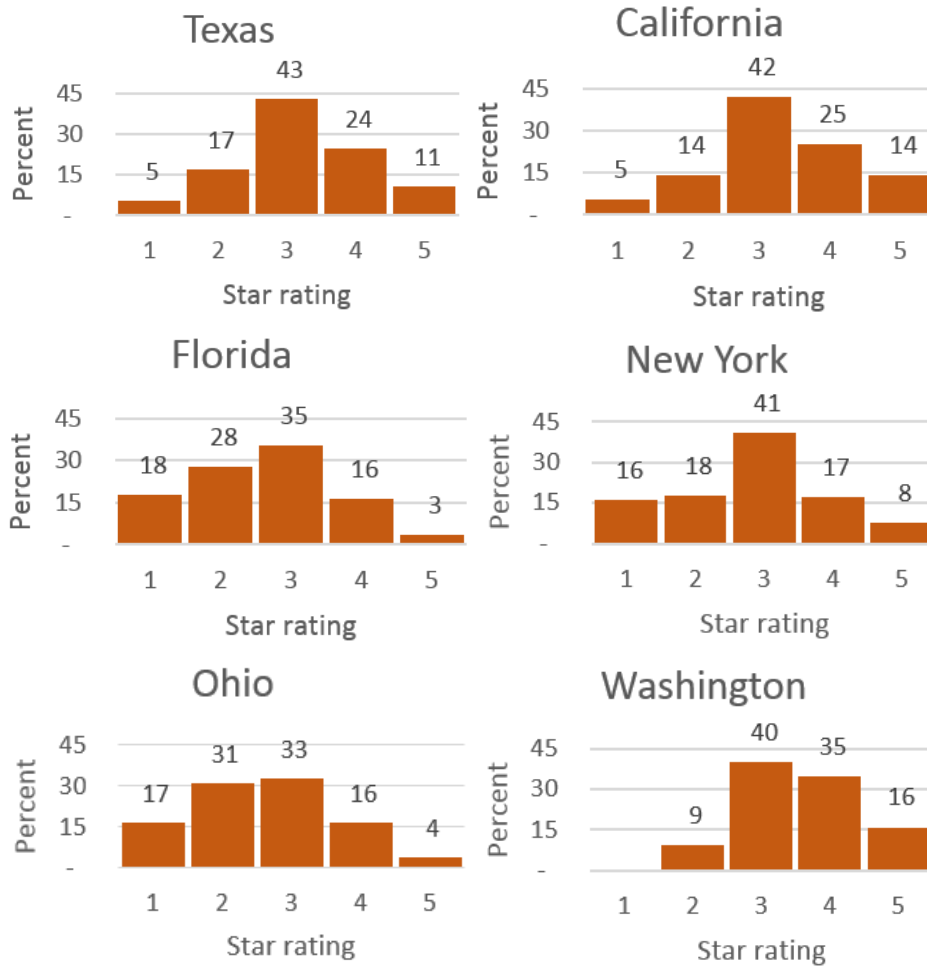 Texas
43
24
17
11
5
Percent
45
30
15
-
1 2 3 4 5
Star rating
California
42
25
14
14
5
Percent
45
30
15
-
1 2 3 4 5
Star rating
Florida
35
28
18
16
3
Percent
45
30
15
-
1 2 3 4 5
Star rating
New York
41
16 18
17
8
Percent
45
30
15
-
1 2 3 4 5
Star rating
Ohio
33
31
17
16
4
Percent
45
30
15
-
1 2 3 4 5
Star rating
Washington
40
35
16
9
Percent
45
30
15
-
1 2 3 4 5
Star rating